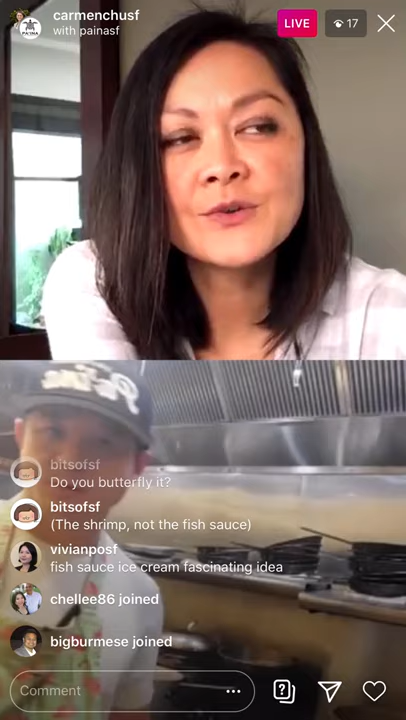 carmenchusf
with painasf
LIVE
17
bitsofsf
Do you butterfly it?
bitsofsf
(The shrimp, not the fish sauce)
vivianposf
fish sauce ice cream fascinating idea
chellee86 joined
bigburmese joined
Comment